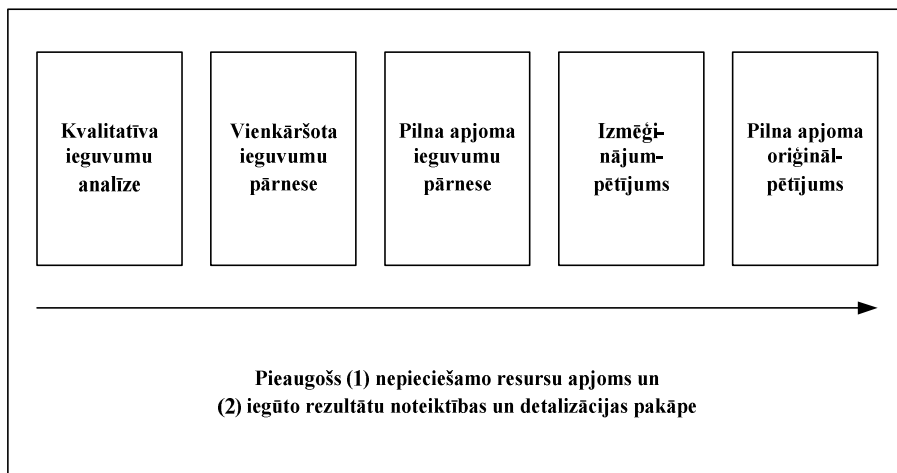 Kvalitatīva
ieguvumu
analīze
Vienkāršota
ieguvumu
pārnese
Pilna apjoma
ieguvumu
pārnese
Izmēģi-
nājum-
pētījums
Pilna apjoma
oriģināl-
pētījums
Pieaugošs (1) nepieciešamo resursu apjoms un
(2) iegūto rezultātu noteiktības un detalizācijas pakāpe